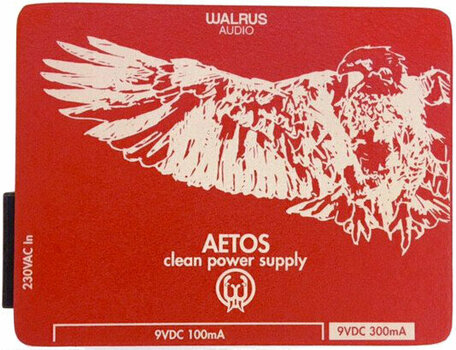 WALRUS
AUDIO
AETOS
clean power supply
230VAC In
9VDC 100mA
9VDC 300mA